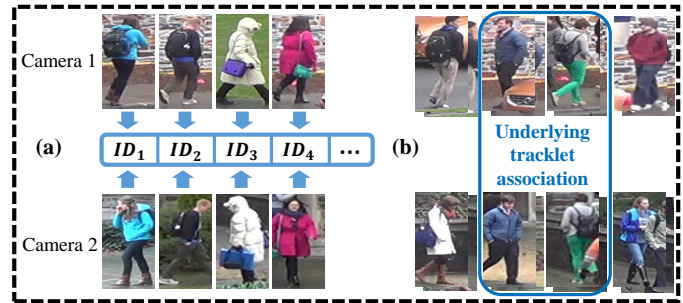 Camera 1
(a)
ID₁ ID₂ ID₃ ID₄ ...
Camera 2
(b)
Underlying
tracklet
association